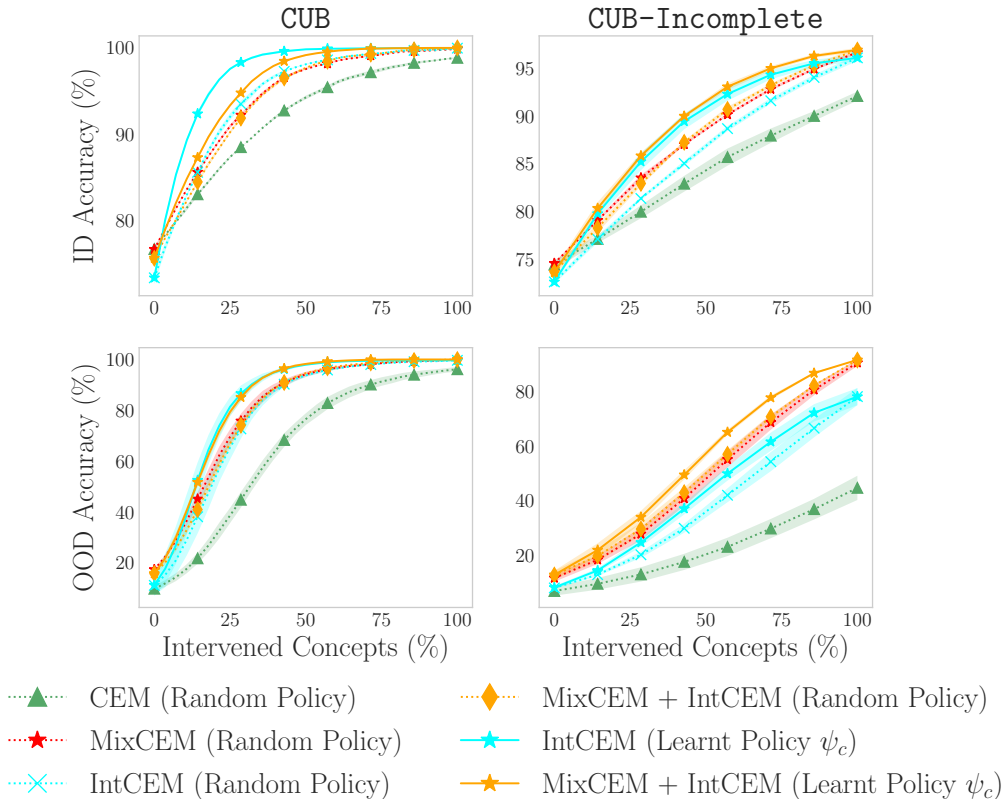 CUB
CUB-Incomplete
ID Accuracy (%)
100
90
80
0 25 50 75 100
95
90
85
80
75
0 25 50 75 100
OOD Accuracy (%)
100
80
60
40
20
0 25 50 75 100
Intervened Concepts (%)
80
60
40
20
0 25 50 75 100
Intervened Concepts (%)
CEM (Random Policy)
MixCEM (Random Policy)
IntCEM (Random Policy)
MixCEM + IntCEM (Random Policy)
IntCEM (Learnt Policy ψ_c)
MixCEM + IntCEM (Learnt Policy ψ_c)